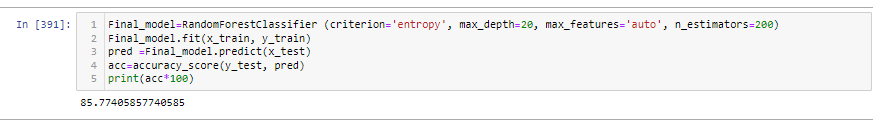 In [391]:
1 Final_model=RandomForestClassifier (criterion='entropy', max_depth=20, max_features='auto', n_estimators=200)
2 Final_model.fit(x_train, y_train)
3 pred =Final_model.predict(x_test)
4 acc=accuracy_score(y_test, pred)
5 print(acc*100)
85.77405857740585